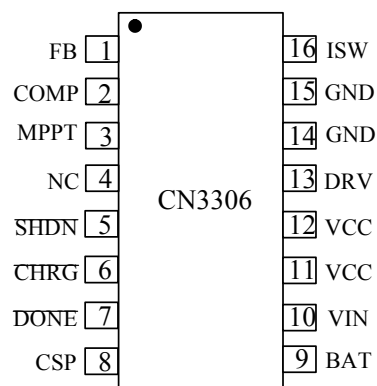 FB 1 16 ISW
COMP 2 15 GND
MPPT 3 14 GND
NC 4 13 DRV
CN3306
SHDN 5 12 VCC
CHRG 6 11 VCC
DONE 7 10 VIN
CSP 8 9 BAT